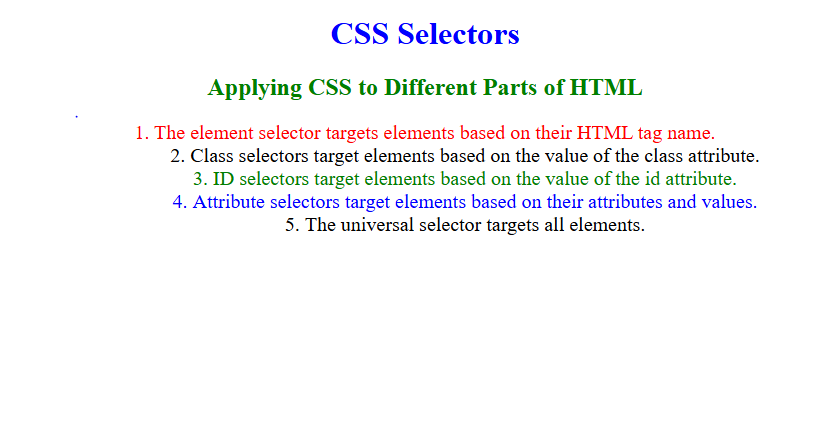 CSS Selectors
Applying CSS to Different Parts of HTML
1. The element selector targets elements based on their HTML tag name.
2. Class selectors target elements based on the value of the class attribute.
3. ID selectors target elements based on the value of the id attribute.
4. Attribute selectors target elements based on their attributes and values.
5. The universal selector targets all elements.